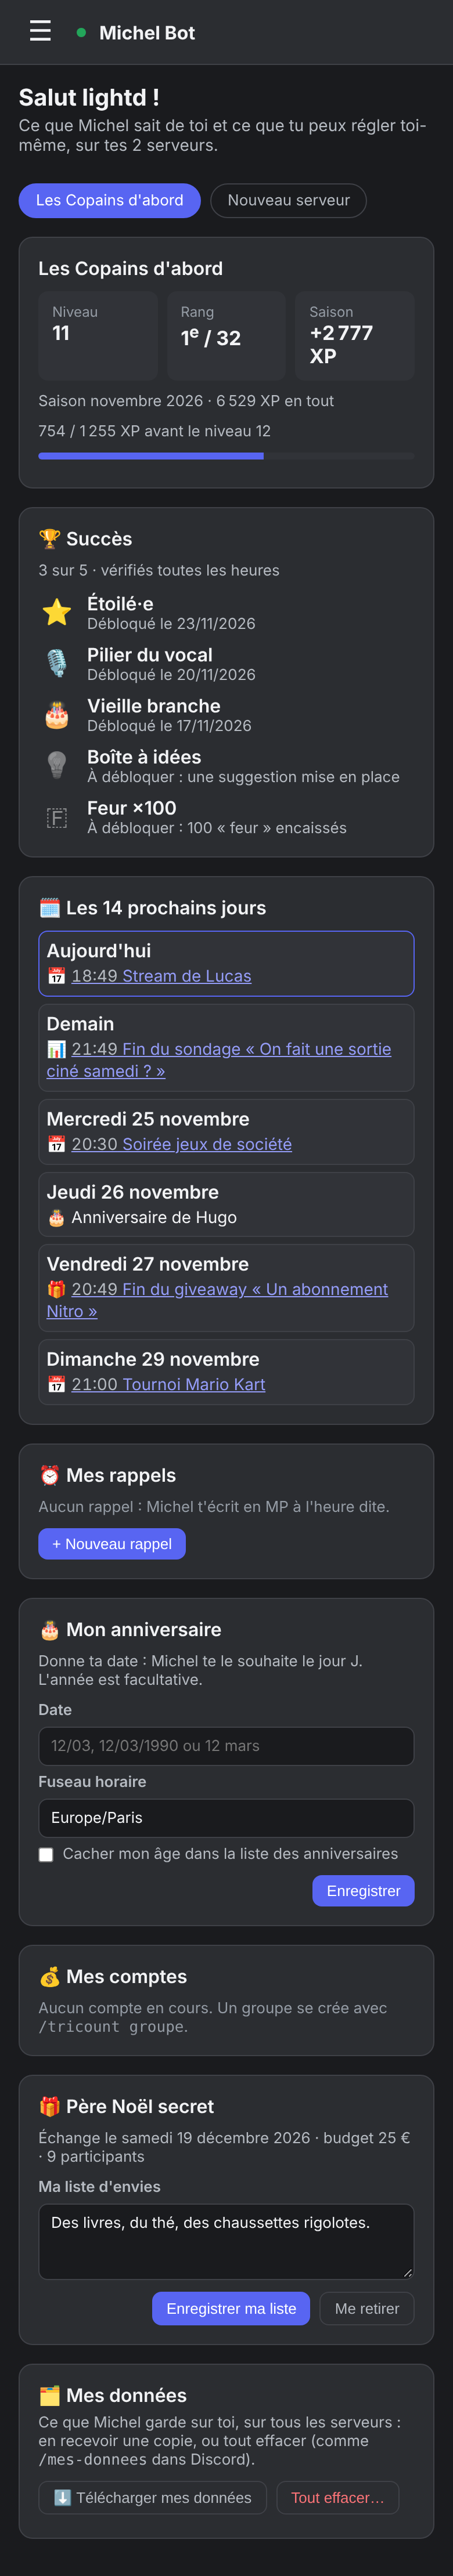 ☰ Michel Bot
Salut lightd !
Ce que Michel sait de toi et ce que tu peux régler toi-
même, sur tes 2 serveurs.
Les Copains d'abord
Nouveau serveur
Les Copains d'abord
Niveau
11
Rang
1e / 32
Saison
+2 777
XP
Saison novembre 2026 · 6 529 XP en tout
754 / 1 255 XP avant le niveau 12
🏆 Succès
3 sur 5 · vérifiés toutes les heures
⭐ Étoilé·e
Débloqué le 23/11/2026
🎙️ Pilier du vocal
Débloqué le 20/11/2026
🎂 Vieille branche
Débloqué le 17/11/2026
💡 Boîte à idées
À débloquer : une suggestion mise en place
🇫 Feur ×100
À débloquer : 100 « feur » encaissés
🗓️ Les 14 prochains jours
Aujourd'hui
📅 18:49 Stream de Lucas
Demain
📊 21:49 Fin du sondage « On fait une sortie
ciné samedi ? »
Mercredi 25 novembre
📅 20:30 Soirée jeux de société
Jeudi 26 novembre
🎂 Anniversaire de Hugo
Vendredi 27 novembre
🎁 20:49 Fin du giveaway « Un abonnement
Nitro »
Dimanche 29 novembre
📅 21:00 Tournoi Mario Kart
⏰ Mes rappels
Aucun rappel : Michel t'écrit en MP à l'heure dite.
+ Nouveau rappel
🎂 Mon anniversaire
Donne ta date : Michel te le souhaite le jour J.
L'année est facultative.
Date
12/03, 12/03/1990 ou 12 mars
Fuseau horaire
Europe/Paris
Cacher mon âge dans la liste des anniversaires
Enregistrer
💰 Mes comptes
Aucun compte en cours. Un groupe se crée avec
/tricount groupe.
🎁 Père Noël secret
Échange le samedi 19 décembre 2026 · budget 25 €
· 9 participants
Ma liste d'envies
Des livres, du thé, des chaussettes rigolotes.
Enregistrer ma liste
Me retirer
🗂️ Mes données
Ce que Michel garde sur toi, sur tous les serveurs :
en recevoir une copie, ou tout effacer (comme
/mes-donnees dans Discord).
⬇️ Télécharger mes données
Tout effacer…